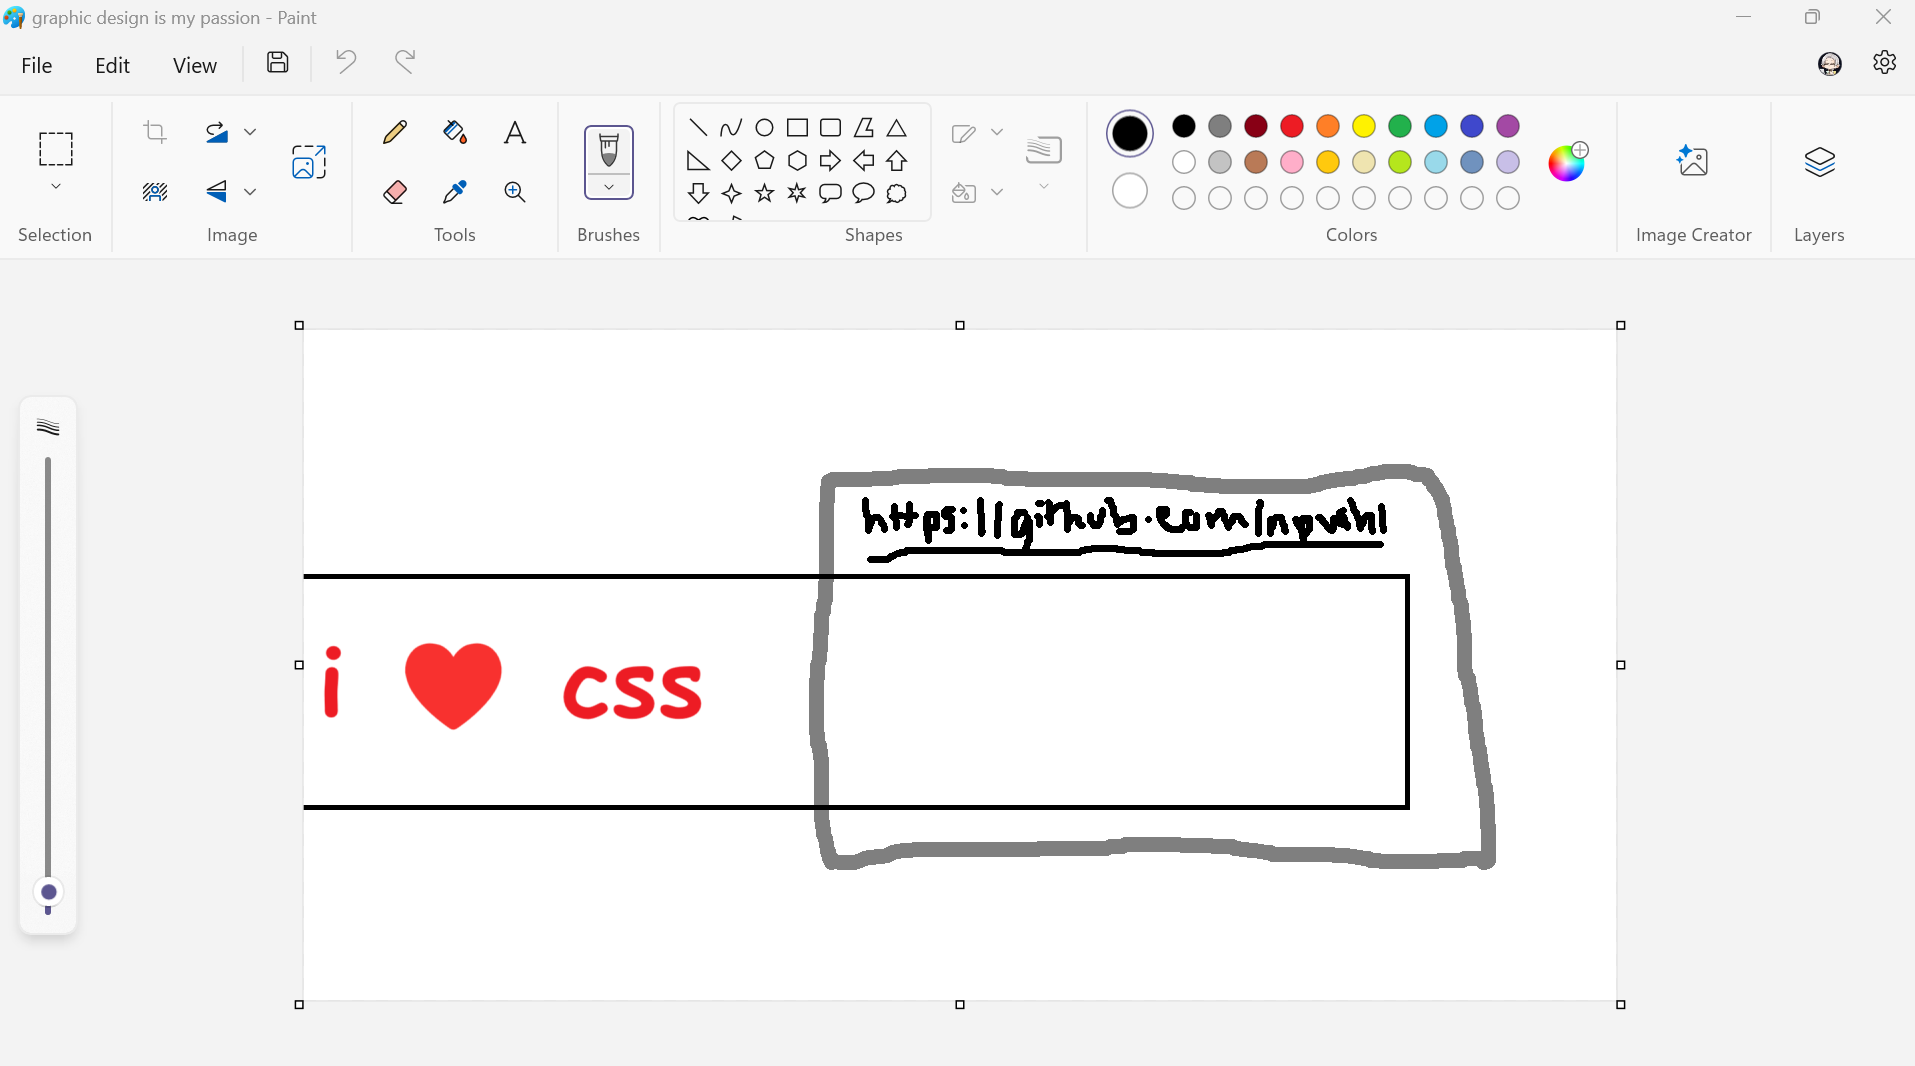 graphic design is my passion - Paint
File Edit View
Selection Image Tools Brushes Shapes Colors Image Creator Layers
https://github.com/npvahl
i ❤ css